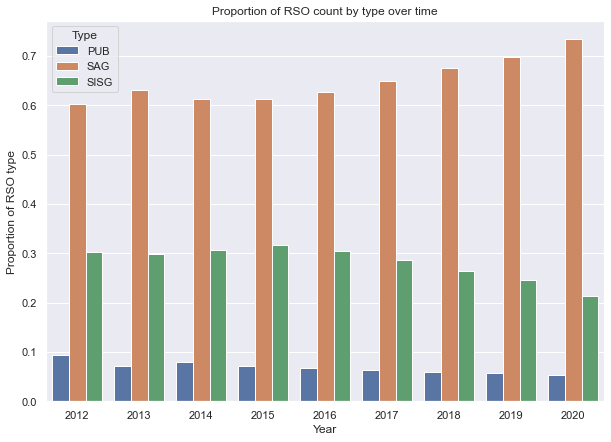 Proportion of RSO count by type over time
Type
PUB
SAG
SISG
Proportion of RSO type
0.7
0.6
0.5
0.4
0.3
0.2
0.1
0.0
2012 2013 2014 2015 2016 2017 2018 2019 2020
Year